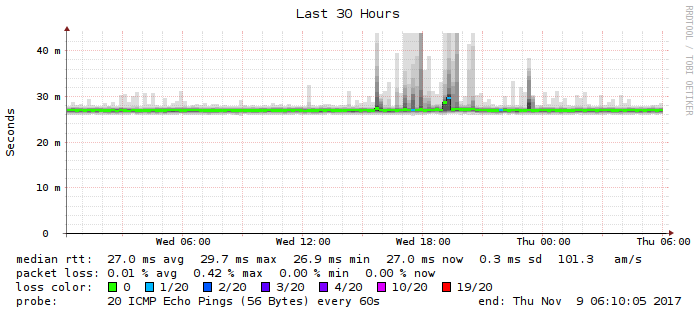 Last 30 Hours
RRDTOOL / TOBI OETIKER
Seconds
40 m
30 m
20 m
10 m
0
Wed 06:00 Wed 12:00 Wed 18:00 Thu 00:00 Thu 06:00
median rtt: 27.0 ms avg 29.7 ms max 26.9 ms min 27.0 ms now 0.3 ms sd 101.3 am/s
packet loss: 0.01 % avg 0.42 % max 0.00 % min 0.00 % now
loss color: 0 1/20 2/20 3/20 4/20 10/20 19/20
probe: 20 ICMP Echo Pings (56 Bytes) every 60s end: Thu Nov 9 06:10:05 2017